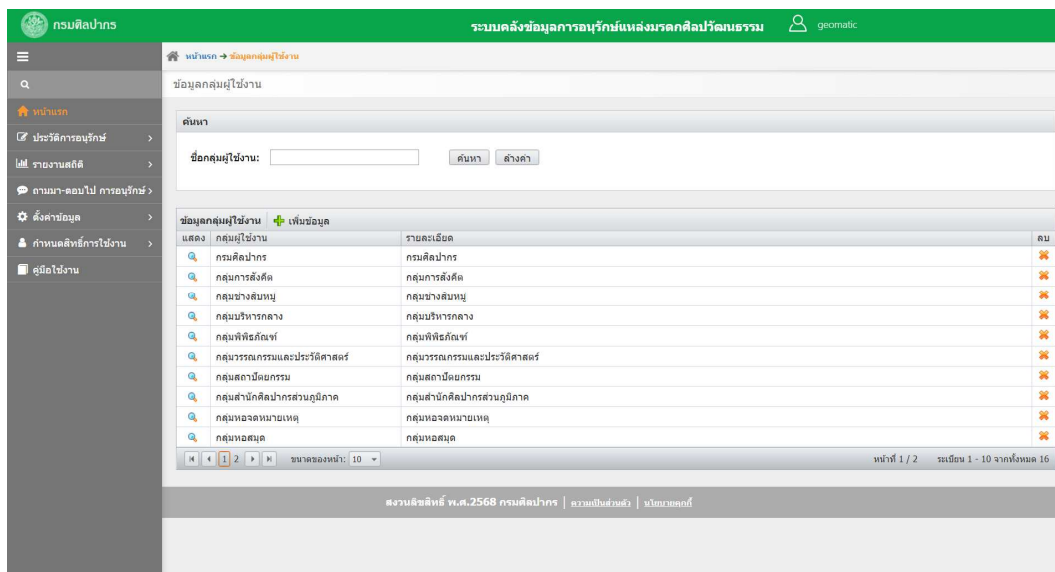 กรมศิลปากร
ระบบคลังข้อมูลการอนุรักษ์แหล่งมรดกศิลปวัฒนธรรม
geomatic
หน้าแรก → ข้อมูลกลุ่มผู้ใช้งาน
ข้อมูลกลุ่มผู้ใช้งาน
หน้าแรก
ประวัติการอนุรักษ์
รายงานสถิติ
ถามมา-ตอบไป การอนุรักษ์
ตั้งค่าข้อมูล
กำหนดสิทธิ์การใช้งาน
คู่มือใช้งาน
ค้นหา
ชื่อกลุ่มผู้ใช้งาน: ค้นหา ล้างค่า
ข้อมูลกลุ่มผู้ใช้งาน เพิ่มข้อมูล
แสดง กลุ่มผู้ใช้งาน รายละเอียด ลบ
กรมศิลปากร กรมศิลปากร
กลุ่มการสังคีต กลุ่มการสังคีต
กลุ่มช่างสิบหมู่ กลุ่มช่างสิบหมู่
กลุ่มบริหารกลาง กลุ่มบริหารกลาง
กลุ่มพิพิธภัณฑ์ กลุ่มพิพิธภัณฑ์
กลุ่มวรรณกรรมและประวัติศาสตร์ กลุ่มวรรณกรรมและประวัติศาสตร์
กลุ่มสถาปัตยกรรม กลุ่มสถาปัตยกรรม
กลุ่มสำนักศิลปากรส่วนภูมิภาค กลุ่มสำนักศิลปากรส่วนภูมิภาค
กลุ่มหอจดหมายเหตุ กลุ่มหอจดหมายเหตุ
กลุ่มหอสมุด กลุ่มหอสมุด
1 2 ขนาดของหน้า: 10 หน้าที่ 1 / 2 ระเบียน 1 - 10 จากทั้งหมด 16
สงวนลิขสิทธิ์ พ.ศ.2568 กรมศิลปากร | ความเป็นส่วนตัว | นโยบายคุกกี้